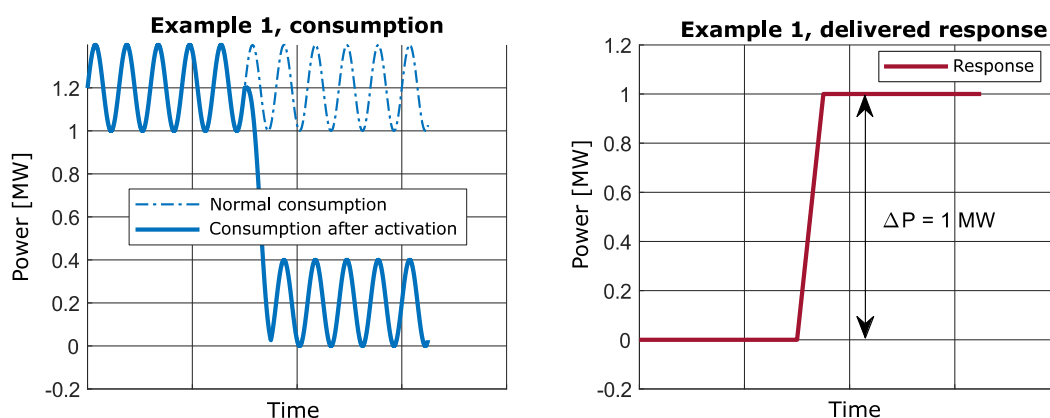 Example 1, consumption
1.2
1
0.8
0.6
0.4
0.2
0
-0.2
Power [MW]
Normal consumption
Consumption after activation
Time
Example 1, delivered response
1.2
1
0.8
0.6
0.4
0.2
0
-0.2
Power [MW]
Response
ΔP = 1 MW
Time